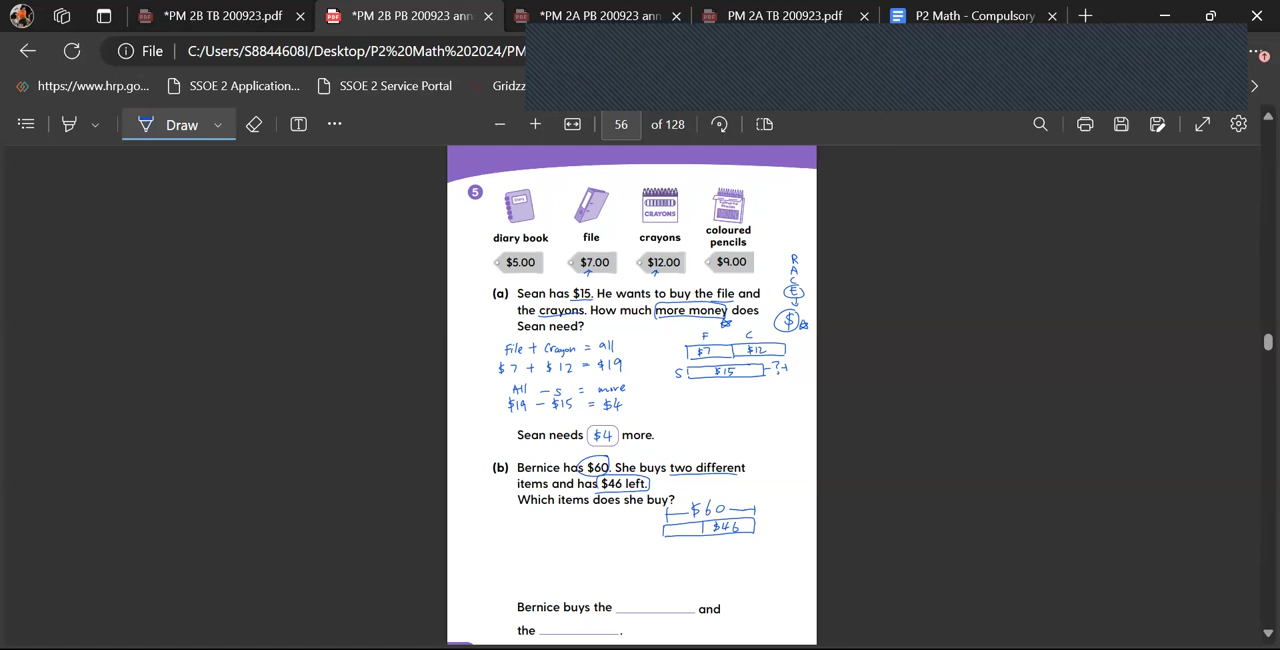 *PM 2B TB 200923.pdf
*PM 2B PB 200923 ann
*PM 2A PB 200923 ann
PM 2A TB 200923.pdf
P2 Math - Compulsory
File
C:/Users/S8844608I/Desktop/P2%20Math%202024/PM
https://www.hrp.go...
SSOE 2 Application...
SSOE 2 Service Portal
Gridzz
Draw
56
of 128
5
Diary
CRAYONS
diary book
file
crayons
coloured
pencils
$5.00
$7.00
$12.00
$9.00
R
A
C
E
$
(a) Sean has $15. He wants to buy the file and
the crayons. How much more money does
Sean need?
file + Crayon = all
$7 + $12 = $19
All - S = more
$19 - $15 = $4
F C
$7 $12
S $15 ?
Sean needs $4 more.
(b) Bernice has $60. She buys two different
items and has $46 left.
Which items does she buy?
$60
$46
Bernice buys the ____________ and
the ____________.